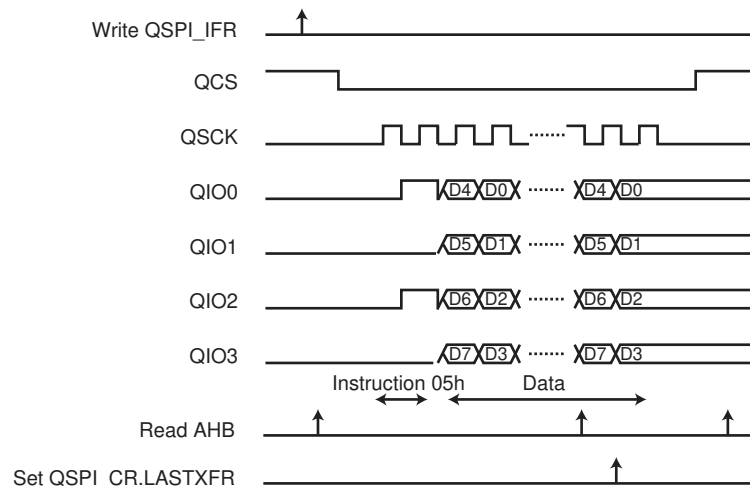 Write QSPI_IFR
QCS
QSCK
QIO0 D4 D0 D4 D0
QIO1 D5 D1 D5 D1
QIO2 D6 D2 D6 D2
QIO3 D7 D3 D7 D3
Instruction 05h Data
Read AHB
Set QSPI_CR.LASTXFR